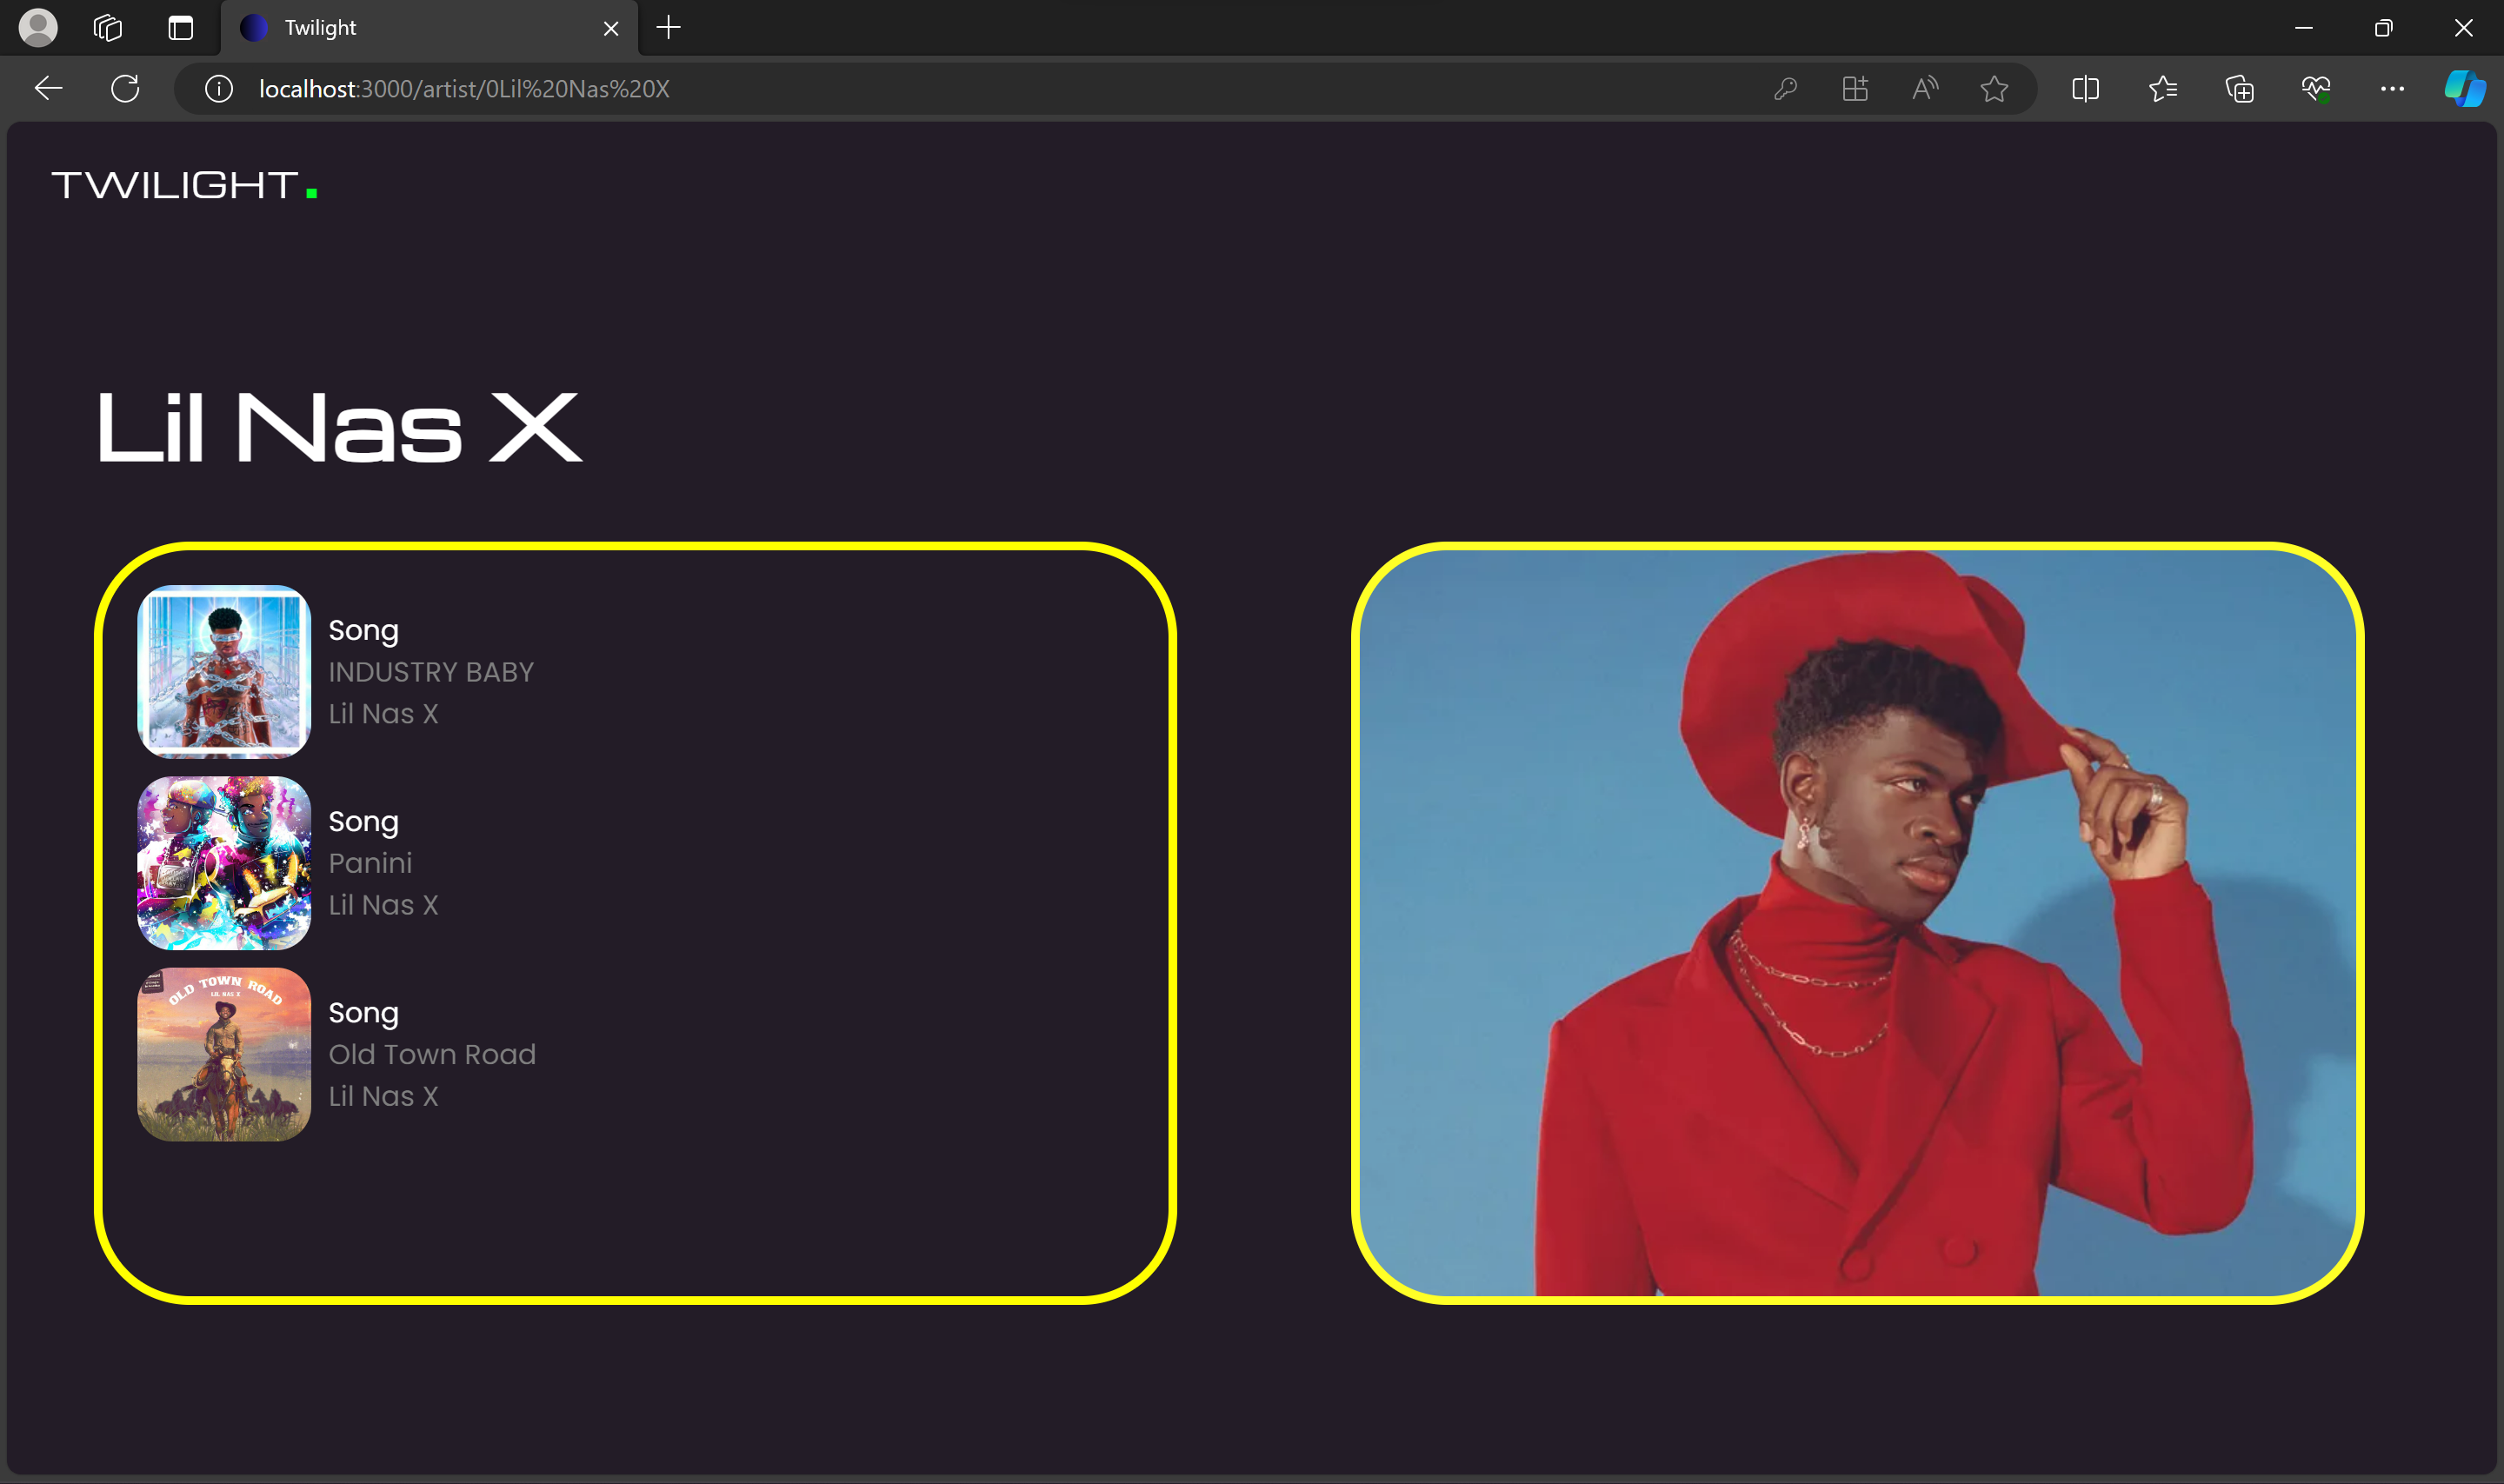 Twilight
localhost:3000/artist/0Lil%20Nas%20X
TWILIGHT.
Lil Nas X
Song
INDUSTRY BABY
Lil Nas X
Song
Panini
Lil Nas X
OLD TOWN ROAD
LIL NAS X
Song
Old Town Road
Lil Nas X